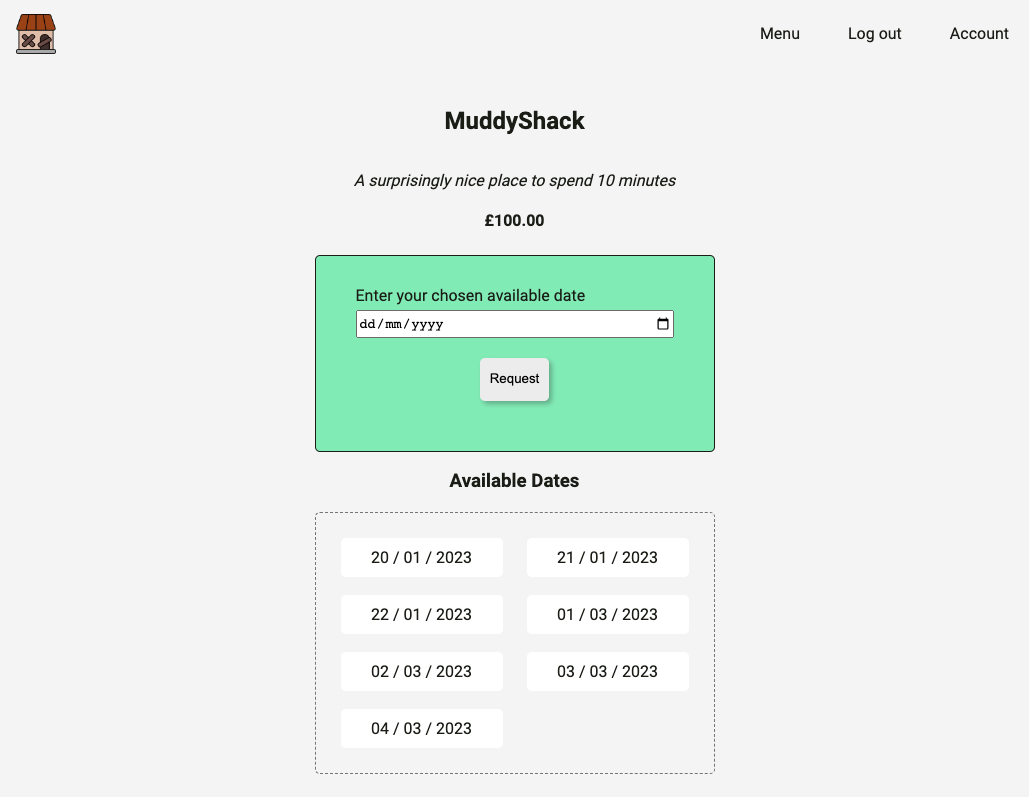 Menu Log out Account
MuddyShack
A surprisingly nice place to spend 10 minutes
£100.00
Enter your chosen available date
dd/mm/yyyy
Request
Available Dates
20 / 01 / 2023 21 / 01 / 2023
22 / 01 / 2023 01 / 03 / 2023
02 / 03 / 2023 03 / 03 / 2023
04 / 03 / 2023